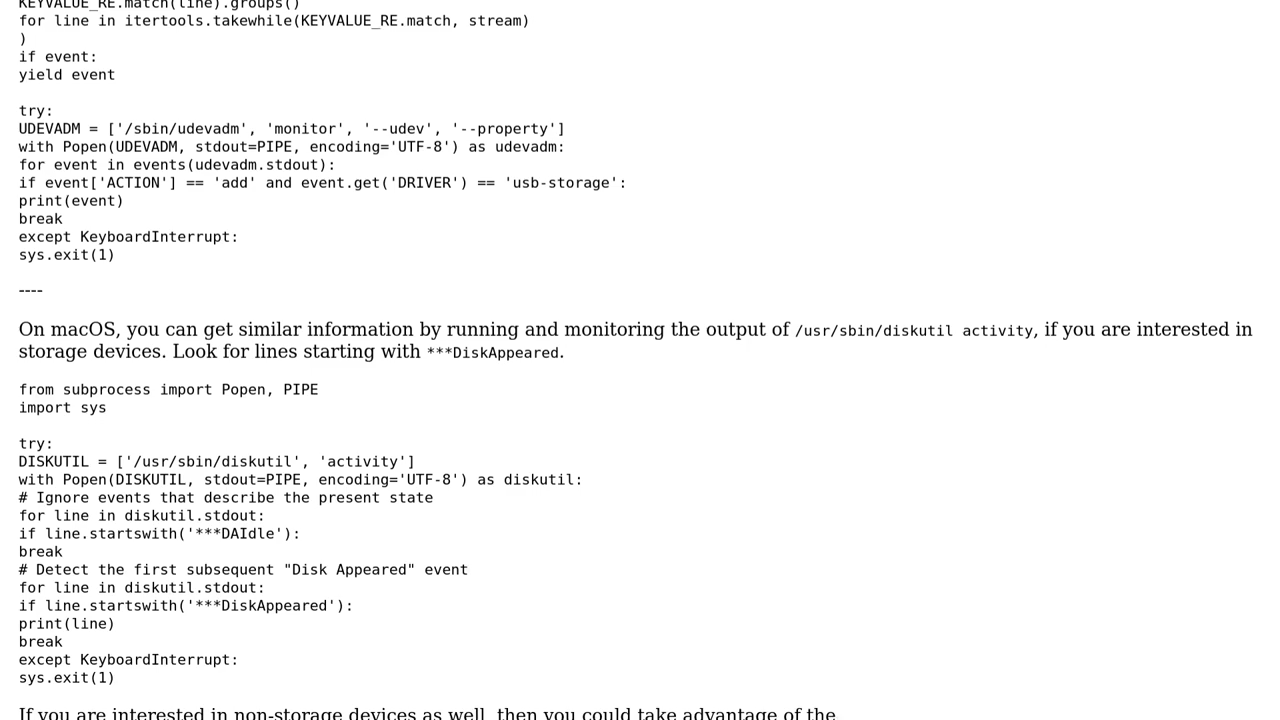 KEYVALUE_RE.match(line).groups()
for line in itertools.takewhile(KEYVALUE_RE.match, stream)
)
if event:
yield event
try:
UDEVADM = ['/sbin/udevadm', 'monitor', '--udev', '--property']
with Popen(UDEVADM, stdout=PIPE, encoding='UTF-8') as udevadm:
for event in events(udevadm.stdout):
if event['ACTION'] == 'add' and event.get('DRIVER') == 'usb-storage':
print(event)
break
except KeyboardInterrupt:
sys.exit(1)
----
On macOS, you can get similar information by running and monitoring the output of /usr/sbin/diskutil activity, if you are interested in
storage devices. Look for lines starting with ***DiskAppeared.
from subprocess import Popen, PIPE
import sys
try:
DISKUTIL = ['/usr/sbin/diskutil', 'activity']
with Popen(DISKUTIL, stdout=PIPE, encoding='UTF-8') as diskutil:
# Ignore events that describe the present state
for line in diskutil.stdout:
if line.startswith('***DAIdle'):
break
# Detect the first subsequent "Disk Appeared" event
for line in diskutil.stdout:
if line.startswith('***DiskAppeared'):
print(line)
break
except KeyboardInterrupt:
sys.exit(1)
If you are interested in non-storage devices as well, then you could take advantage of the